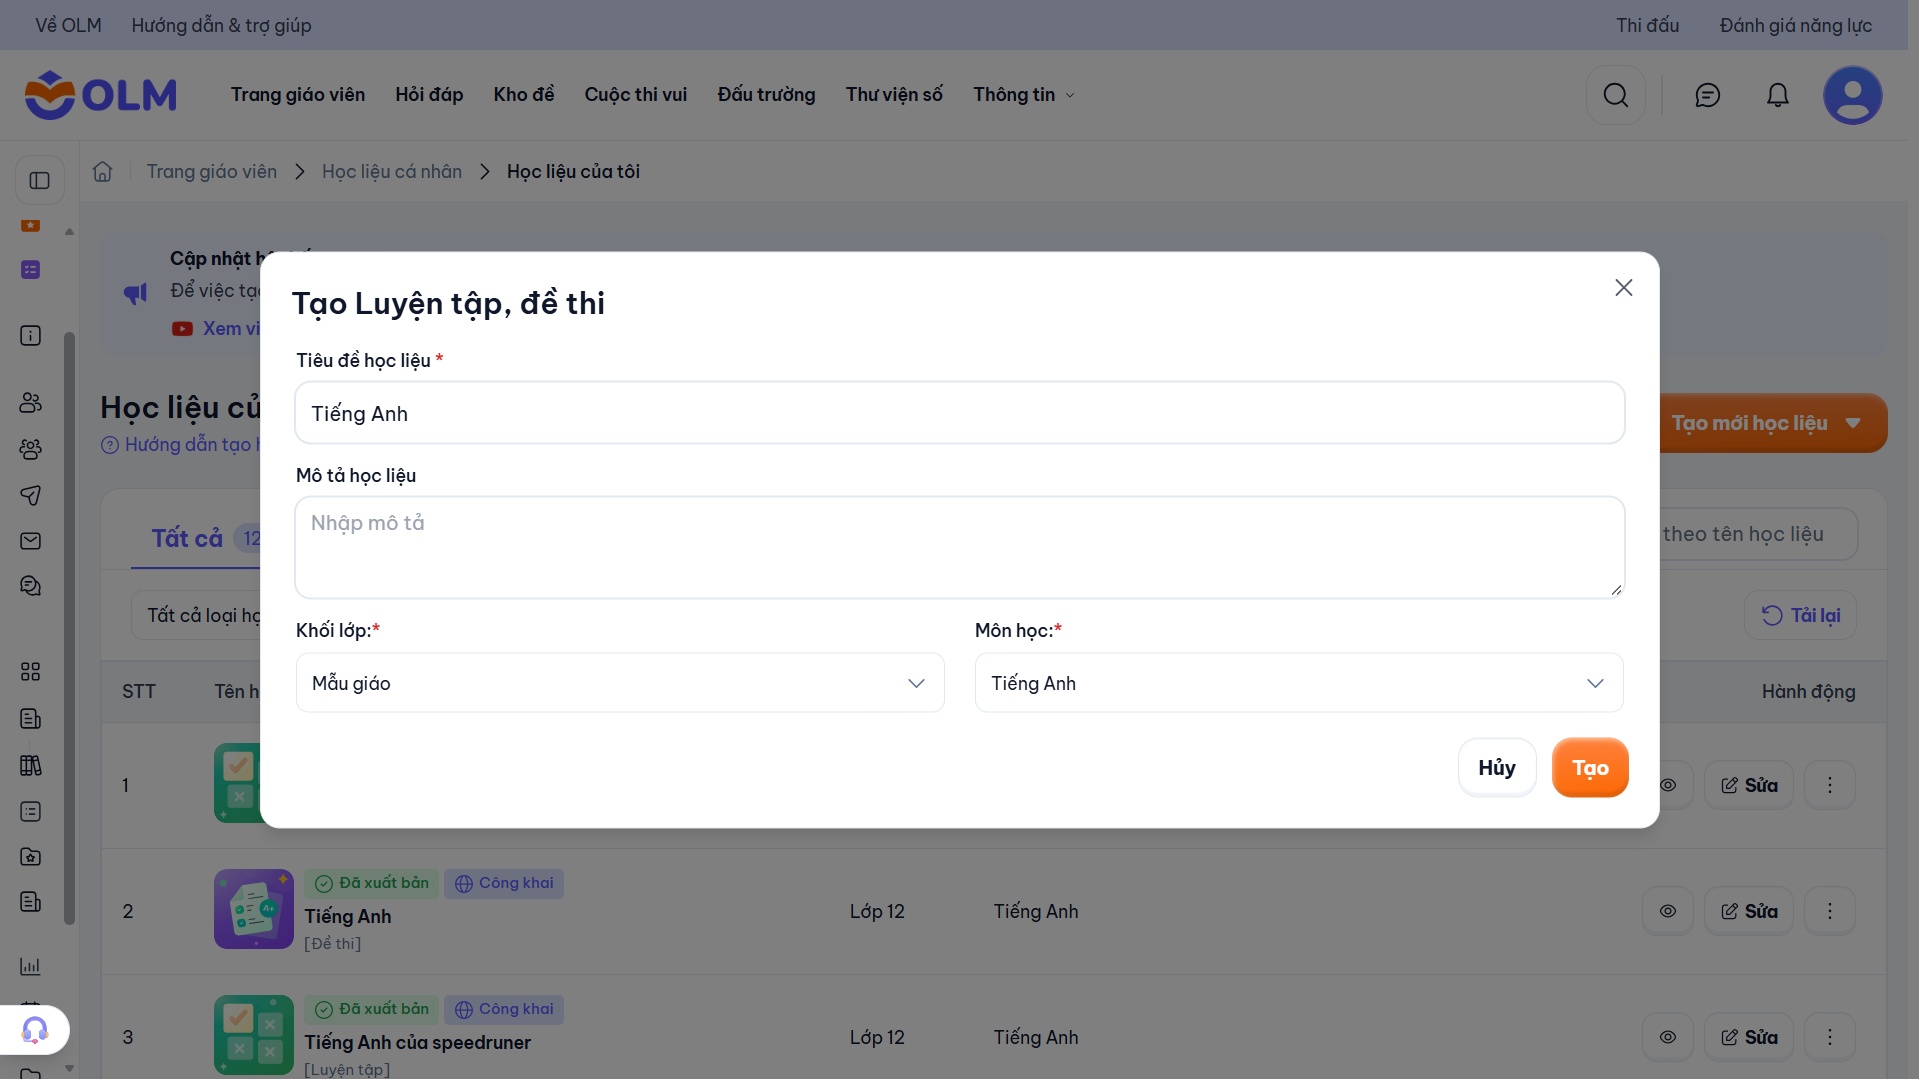 Về OLM
Hướng dẫn & trợ giúp
Thi đấu
Đánh giá năng lực
OLM
Trang giáo viên
Hỏi đáp
Kho đề
Cuộc thi vui
Đấu trường
Thư viện số
Thông tin
Trang giáo viên
Học liệu cá nhân
Học liệu của tôi
Cập nhật
Để việc
Xem
Tạo Luyện tập, đề thi
Tiêu đề học liệu *
Tiếng Anh
Mô tả học liệu
Nhập mô tả
Khối lớp:*
Mẫu giáo
Môn học:*
Tiếng Anh
Hủy
Tạo
Học liệu
Hướng dẫn tạo
Tạo mới học liệu
Tất cả
12
theo tên học liệu
Tất cả loại
Tải lại
STT
Tên
Hành động
1
Sửa
2
Đã xuất bản
Công khai
Tiếng Anh
[Đề thi]
Lớp 12
Tiếng Anh
Sửa
3
Đã xuất bản
Công khai
Tiếng Anh của speedruner
[Luyện tập]
Lớp 12
Tiếng Anh
Sửa